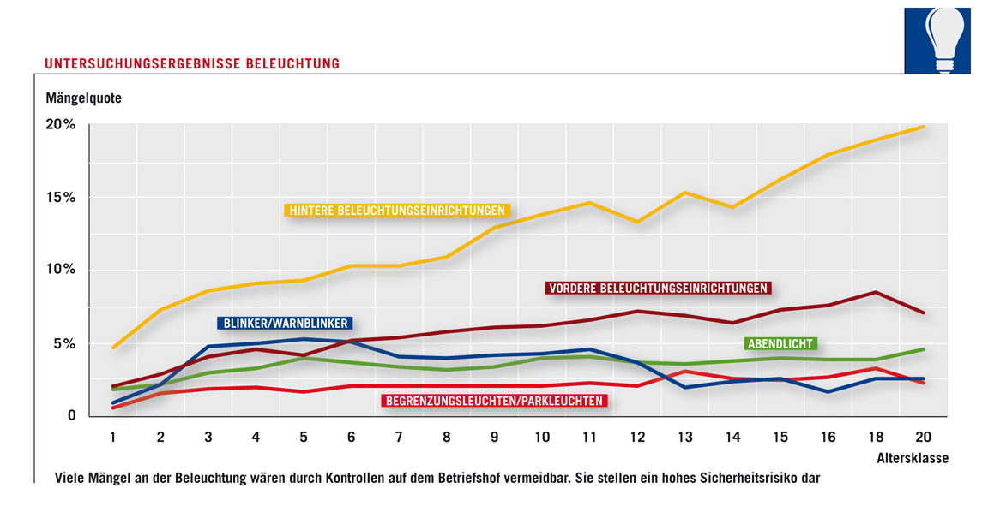 UNTERSUCHUNGSERGEBNISSE BELEUCHTUNG
Mängelquote
20%
15%
10%
5%
0
HINTERE BELEUCHTUNGSEINRICHTUNGEN
VORDERE BELEUCHTUNGSEINRICHTUNGEN
BLINKER/WARNBLINKER
ABENDLICHT
BEGRENZUNGSLEUCHTEN/PARKLEUCHTEN
1 2 3 4 5 6 7 8 9 10 11 12 13 14 15 16 18 20
Altersklasse
Viele Mängel an der Beleuchtung wären durch Kontrollen auf dem Betriefshof vermeidbar. Sie stellen ein hohes Sicherheitsrisiko dar